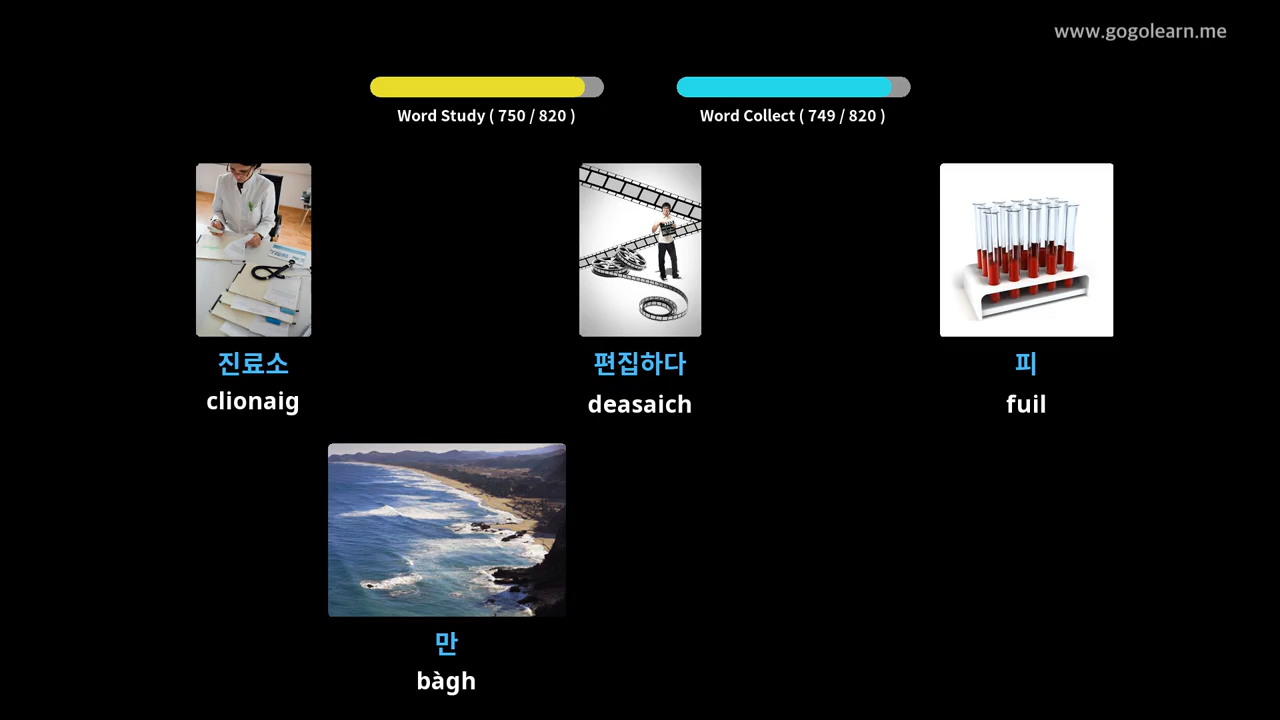 www.gogolearn.me
Word Study ( 750 / 820 )
Word Collect ( 749 / 820 )
진료소
clionaig
편집하다
deasaich
피
fuil
만
bàgh